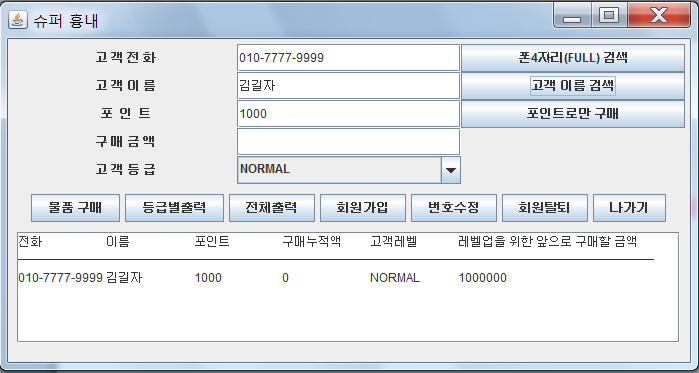 슈퍼 흉내
고객전화 010-7777-9999 폰4자리(FULL) 검색
고객이름 김길자 고객 이름 검색
포 인 트 1000 포인트로만 구매
구매 금액
고객등급 NORMAL
물품 구매 등급별출력 전체출력 회원가입 번호수정 회원탈퇴 나가기
전화 이름 포인트 구매누적액 고객레벨 레벨업을 위한 앞으로 구매할 금액
010-7777-9999 김길자 1000 0 NORMAL 1000000